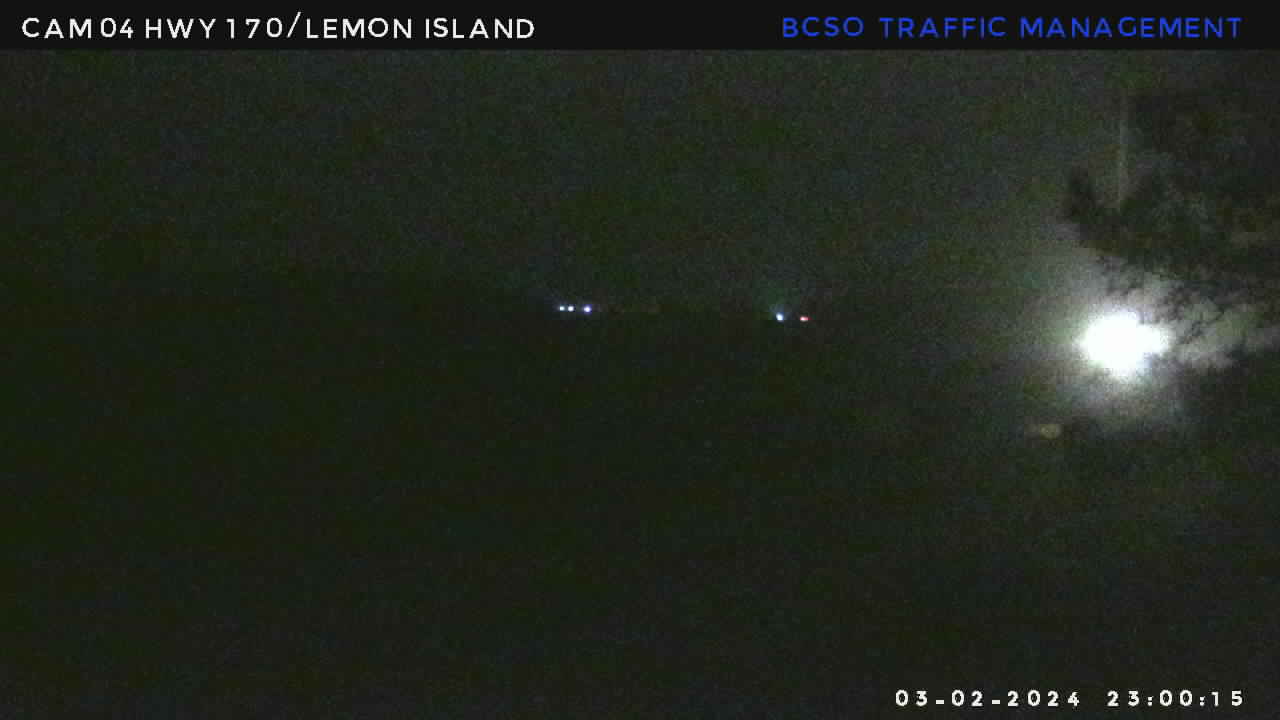 CAM04 HWY 170/LEMON ISLAND
BCSO TRAFFIC MANAGEMENT
03-02-2024 23:00:15